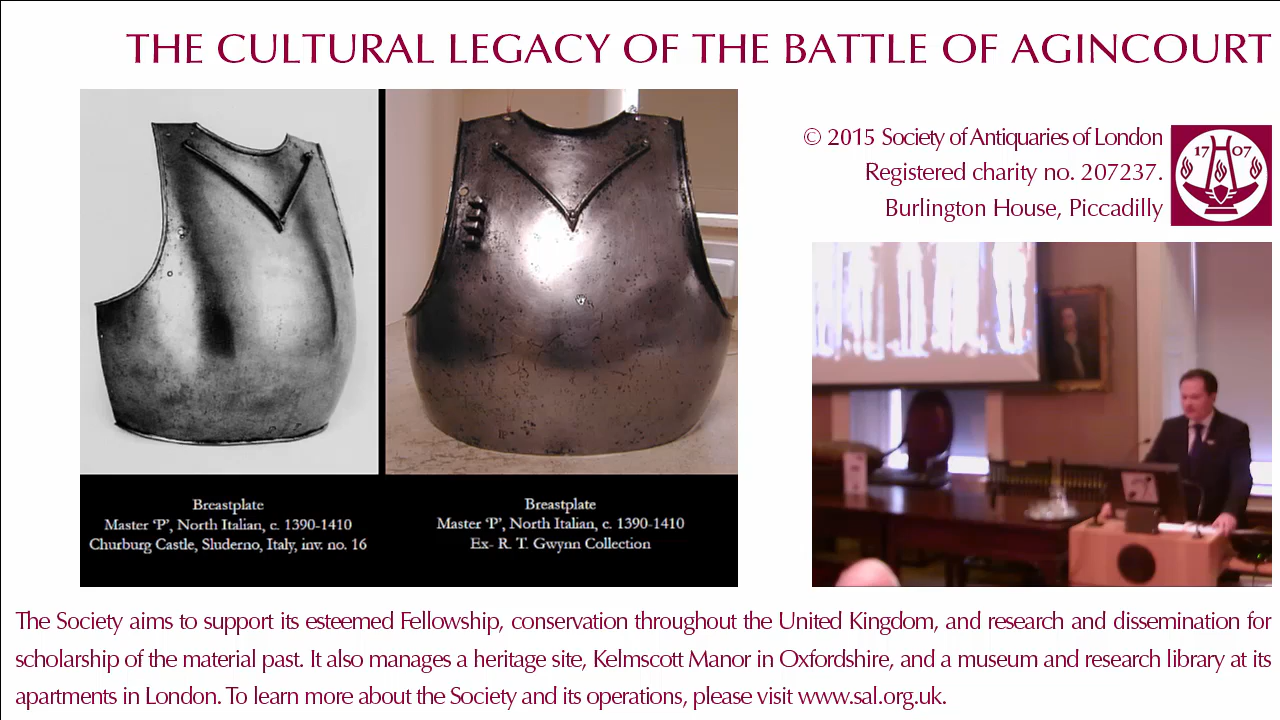 THE CULTURAL LEGACY OF THE BATTLE OF AGINCOURT
© 2015 Society of Antiquaries of London
Registered charity no. 207237.
Burlington House, Piccadilly
17 07
Breastplate
Master ‘P’, North Italian, c. 1390-1410
Churburg Castle, Sluderno, Italy, inv. no. 16
Breastplate
Master ‘P’, North Italian, c. 1390-1410
Ex- R. T. Gwynn Collection
The Society aims to support its esteemed Fellowship, conservation throughout the United Kingdom, and research and dissemination for
scholarship of the material past. It also manages a heritage site, Kelmscott Manor in Oxfordshire, and a museum and research library at its
apartments in London. To learn more about the Society and its operations, please visit www.sal.org.uk.